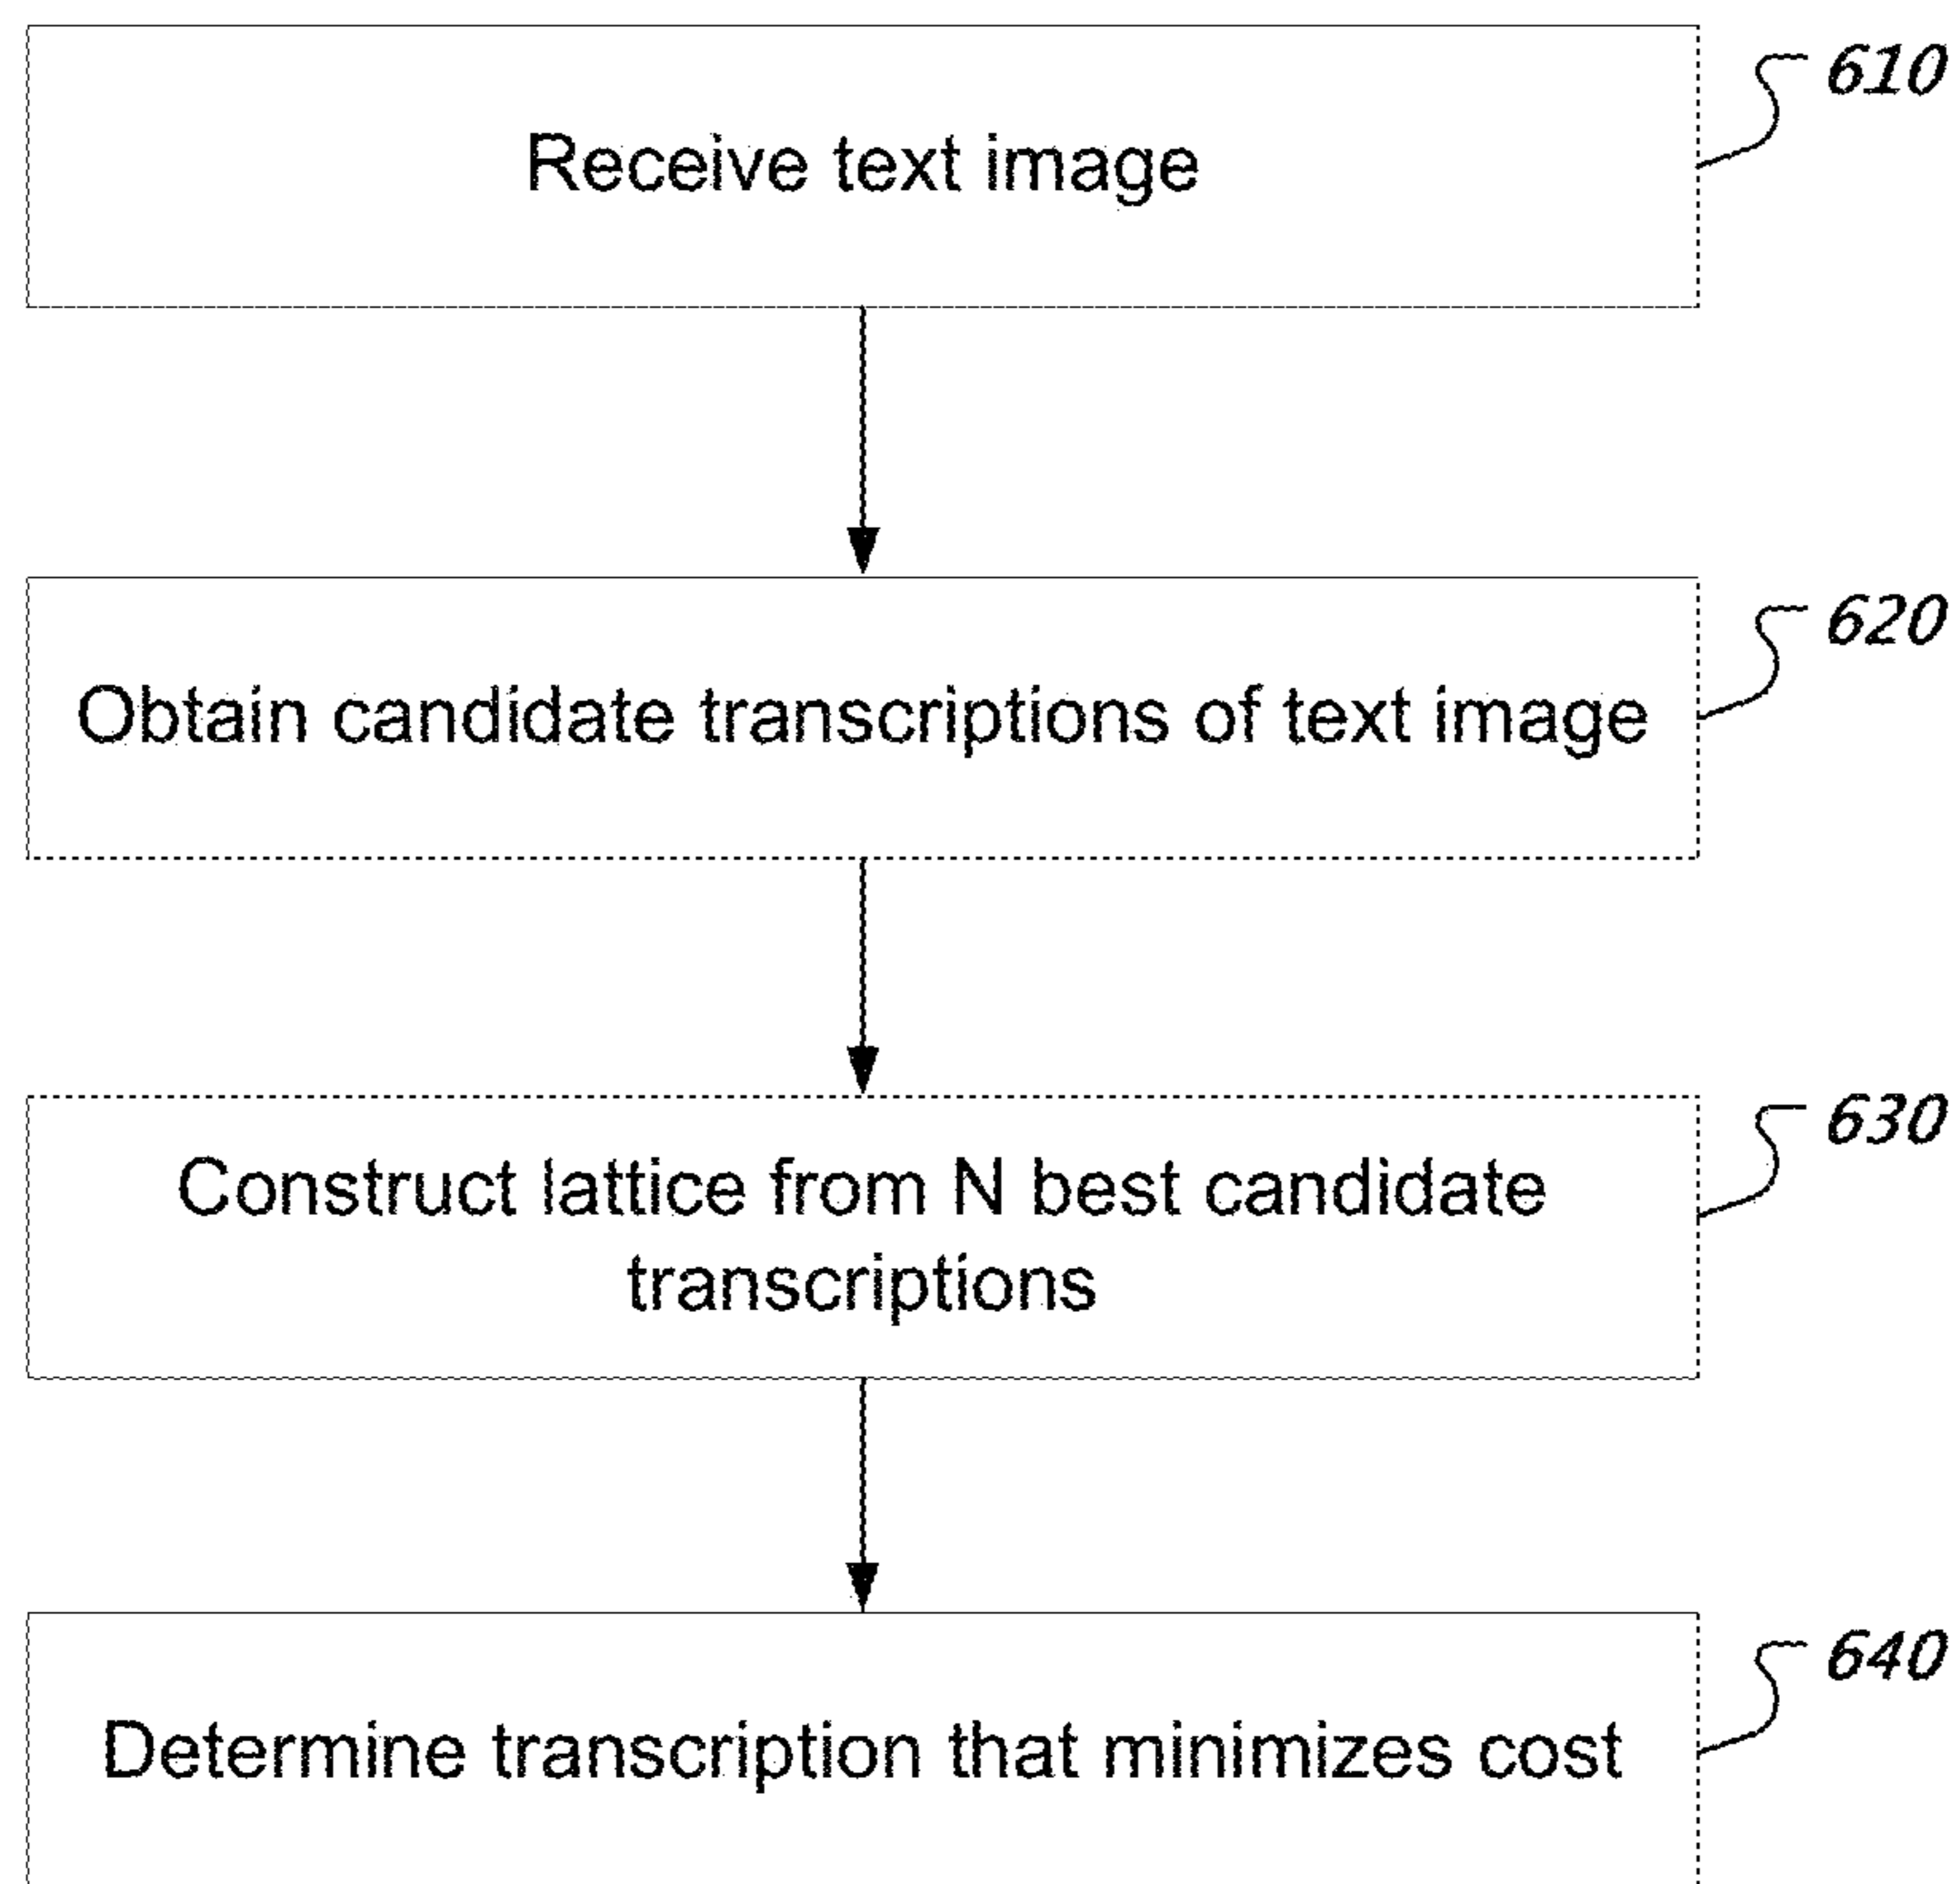 610
Receive text image
620
Obtain candidate transcriptions of text image
630
Construct lattice from N best candidate
transcriptions
640
Determine transcription that minimizes cost